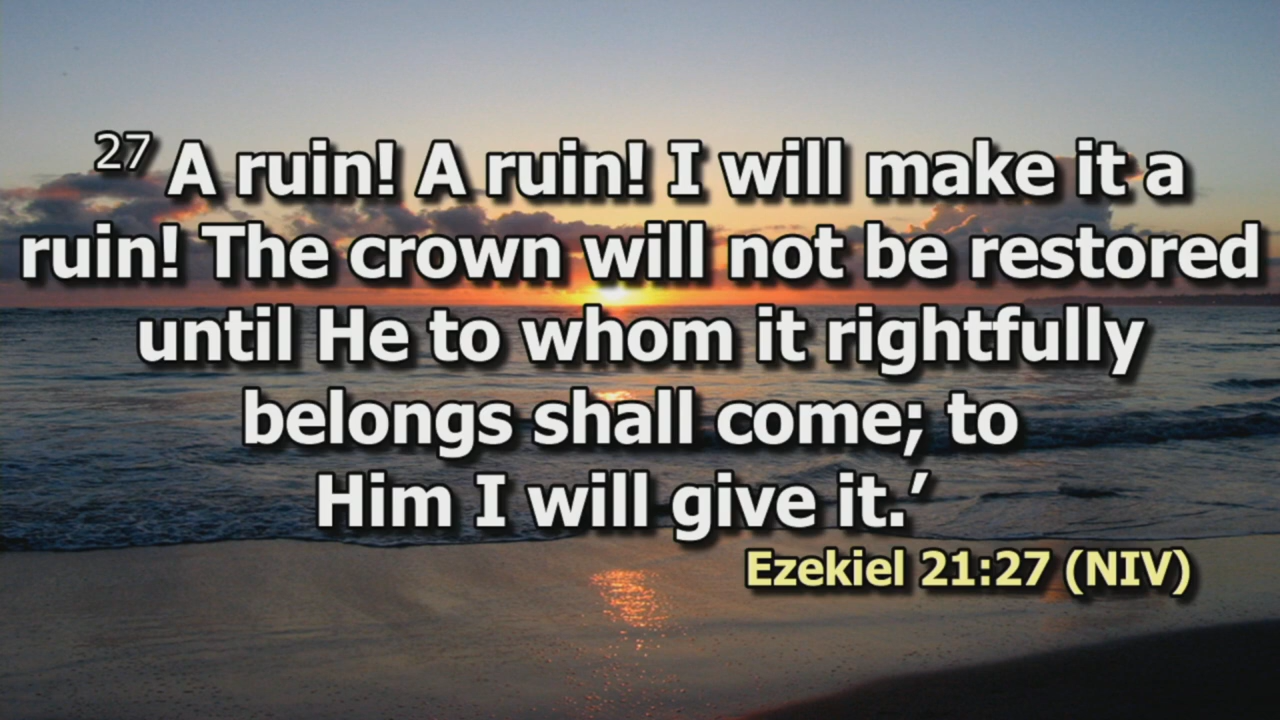 27 A ruin! A ruin! I will make it a
ruin! The crown will not be restored
until He to whom it rightfully
belongs shall come; to
Him I will give it.’
Ezekiel 21:27 (NIV)